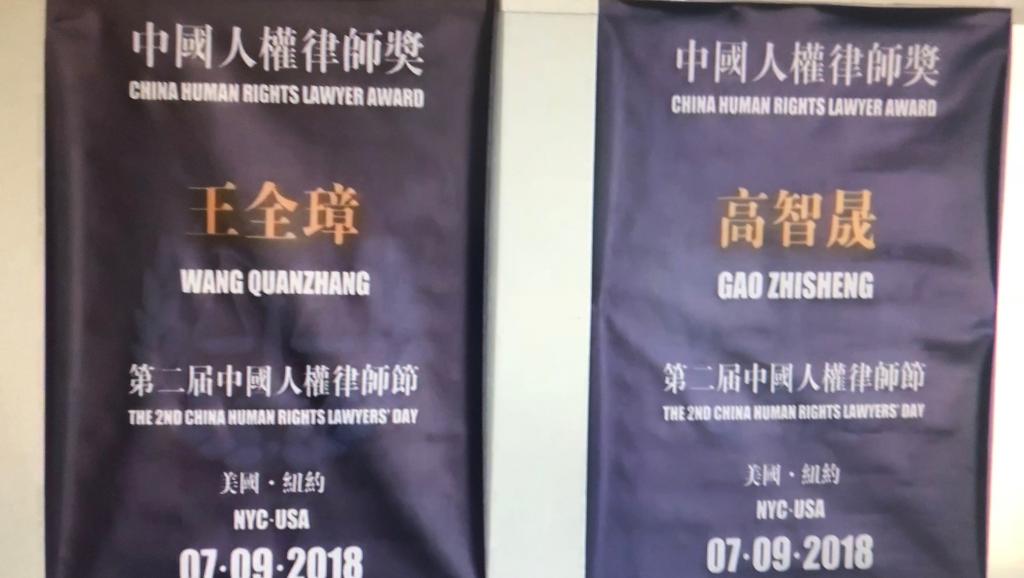 中國人權律師獎
CHINA HUMAN RIGHTS LAWYER AWARD
王全璋
WANG QUANZHANG
第二届中國人權律師節
THE 2ND CHINA HUMAN RIGHTS LAWYERS' DAY
美國·紐約
NYC·USA
07·09·2018
中國人權律師獎
CHINA HUMAN RIGHTS LAWYER AWARD
高智晟
GAO ZHISHENG
第二届中國人權律師節
THE 2ND CHINA HUMAN RIGHTS LAWYERS' DAY
美國·紐約
NYC·USA
07·09·2018